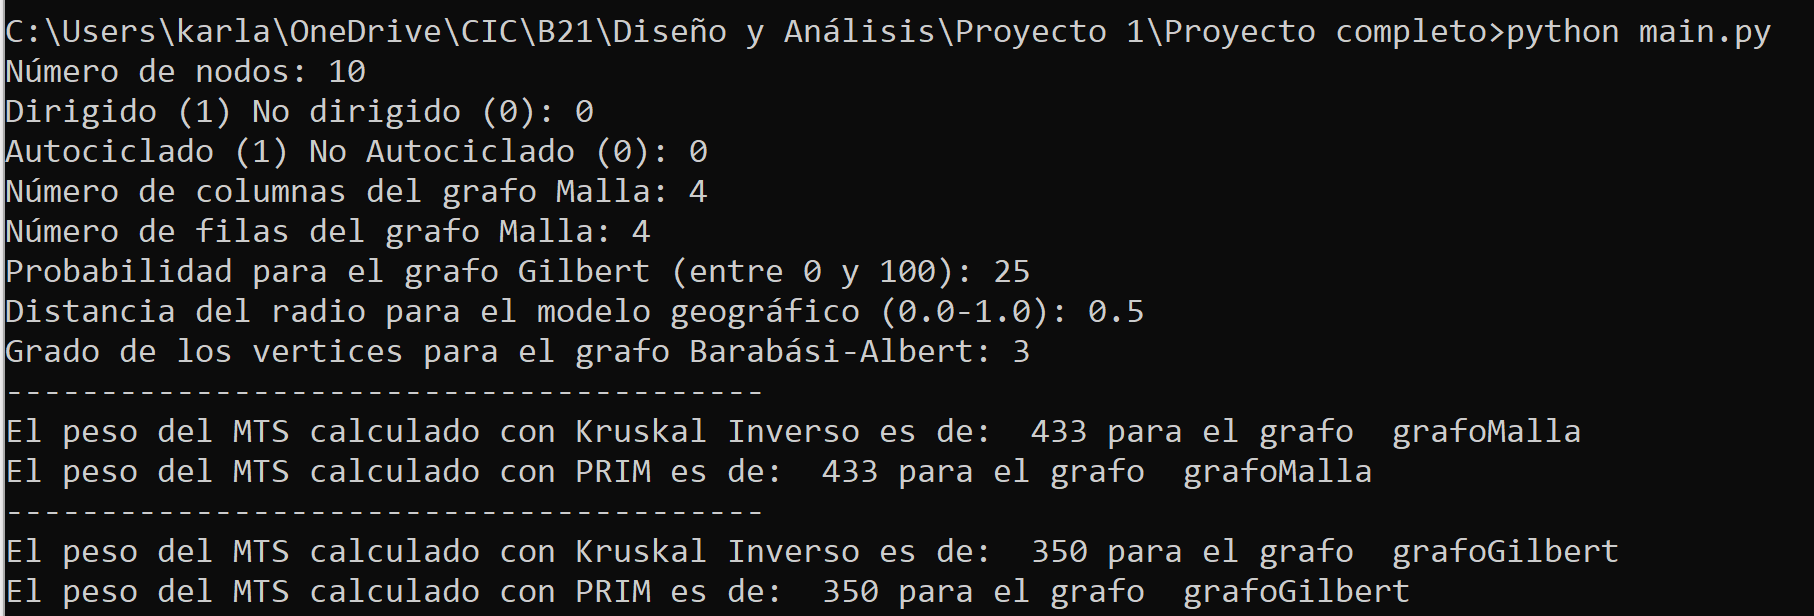 C:\Users\karla\OneDrive\CIC\B21\Diseño y Análisis\Proyecto 1\Proyecto completo>python main.py
Número de nodos: 10
Dirigido (1) No dirigido (0): 0
Autociclado (1) No Autociclado (0): 0
Número de columnas del grafo Malla: 4
Número de filas del grafo Malla: 4
Probabilidad para el grafo Gilbert (entre 0 y 100): 25
Distancia del radio para el modelo geográfico (0.0-1.0): 0.5
Grado de los vertices para el grafo Barabási-Albert: 3
----------------------------------------
El peso del MTS calculado con Kruskal Inverso es de:  433 para el grafo  grafoMalla
El peso del MTS calculado con PRIM es de:  433 para el grafo  grafoMalla
----------------------------------------
El peso del MTS calculado con Kruskal Inverso es de:  350 para el grafo  grafoGilbert
El peso del MTS calculado con PRIM es de:  350 para el grafo  grafoGilbert